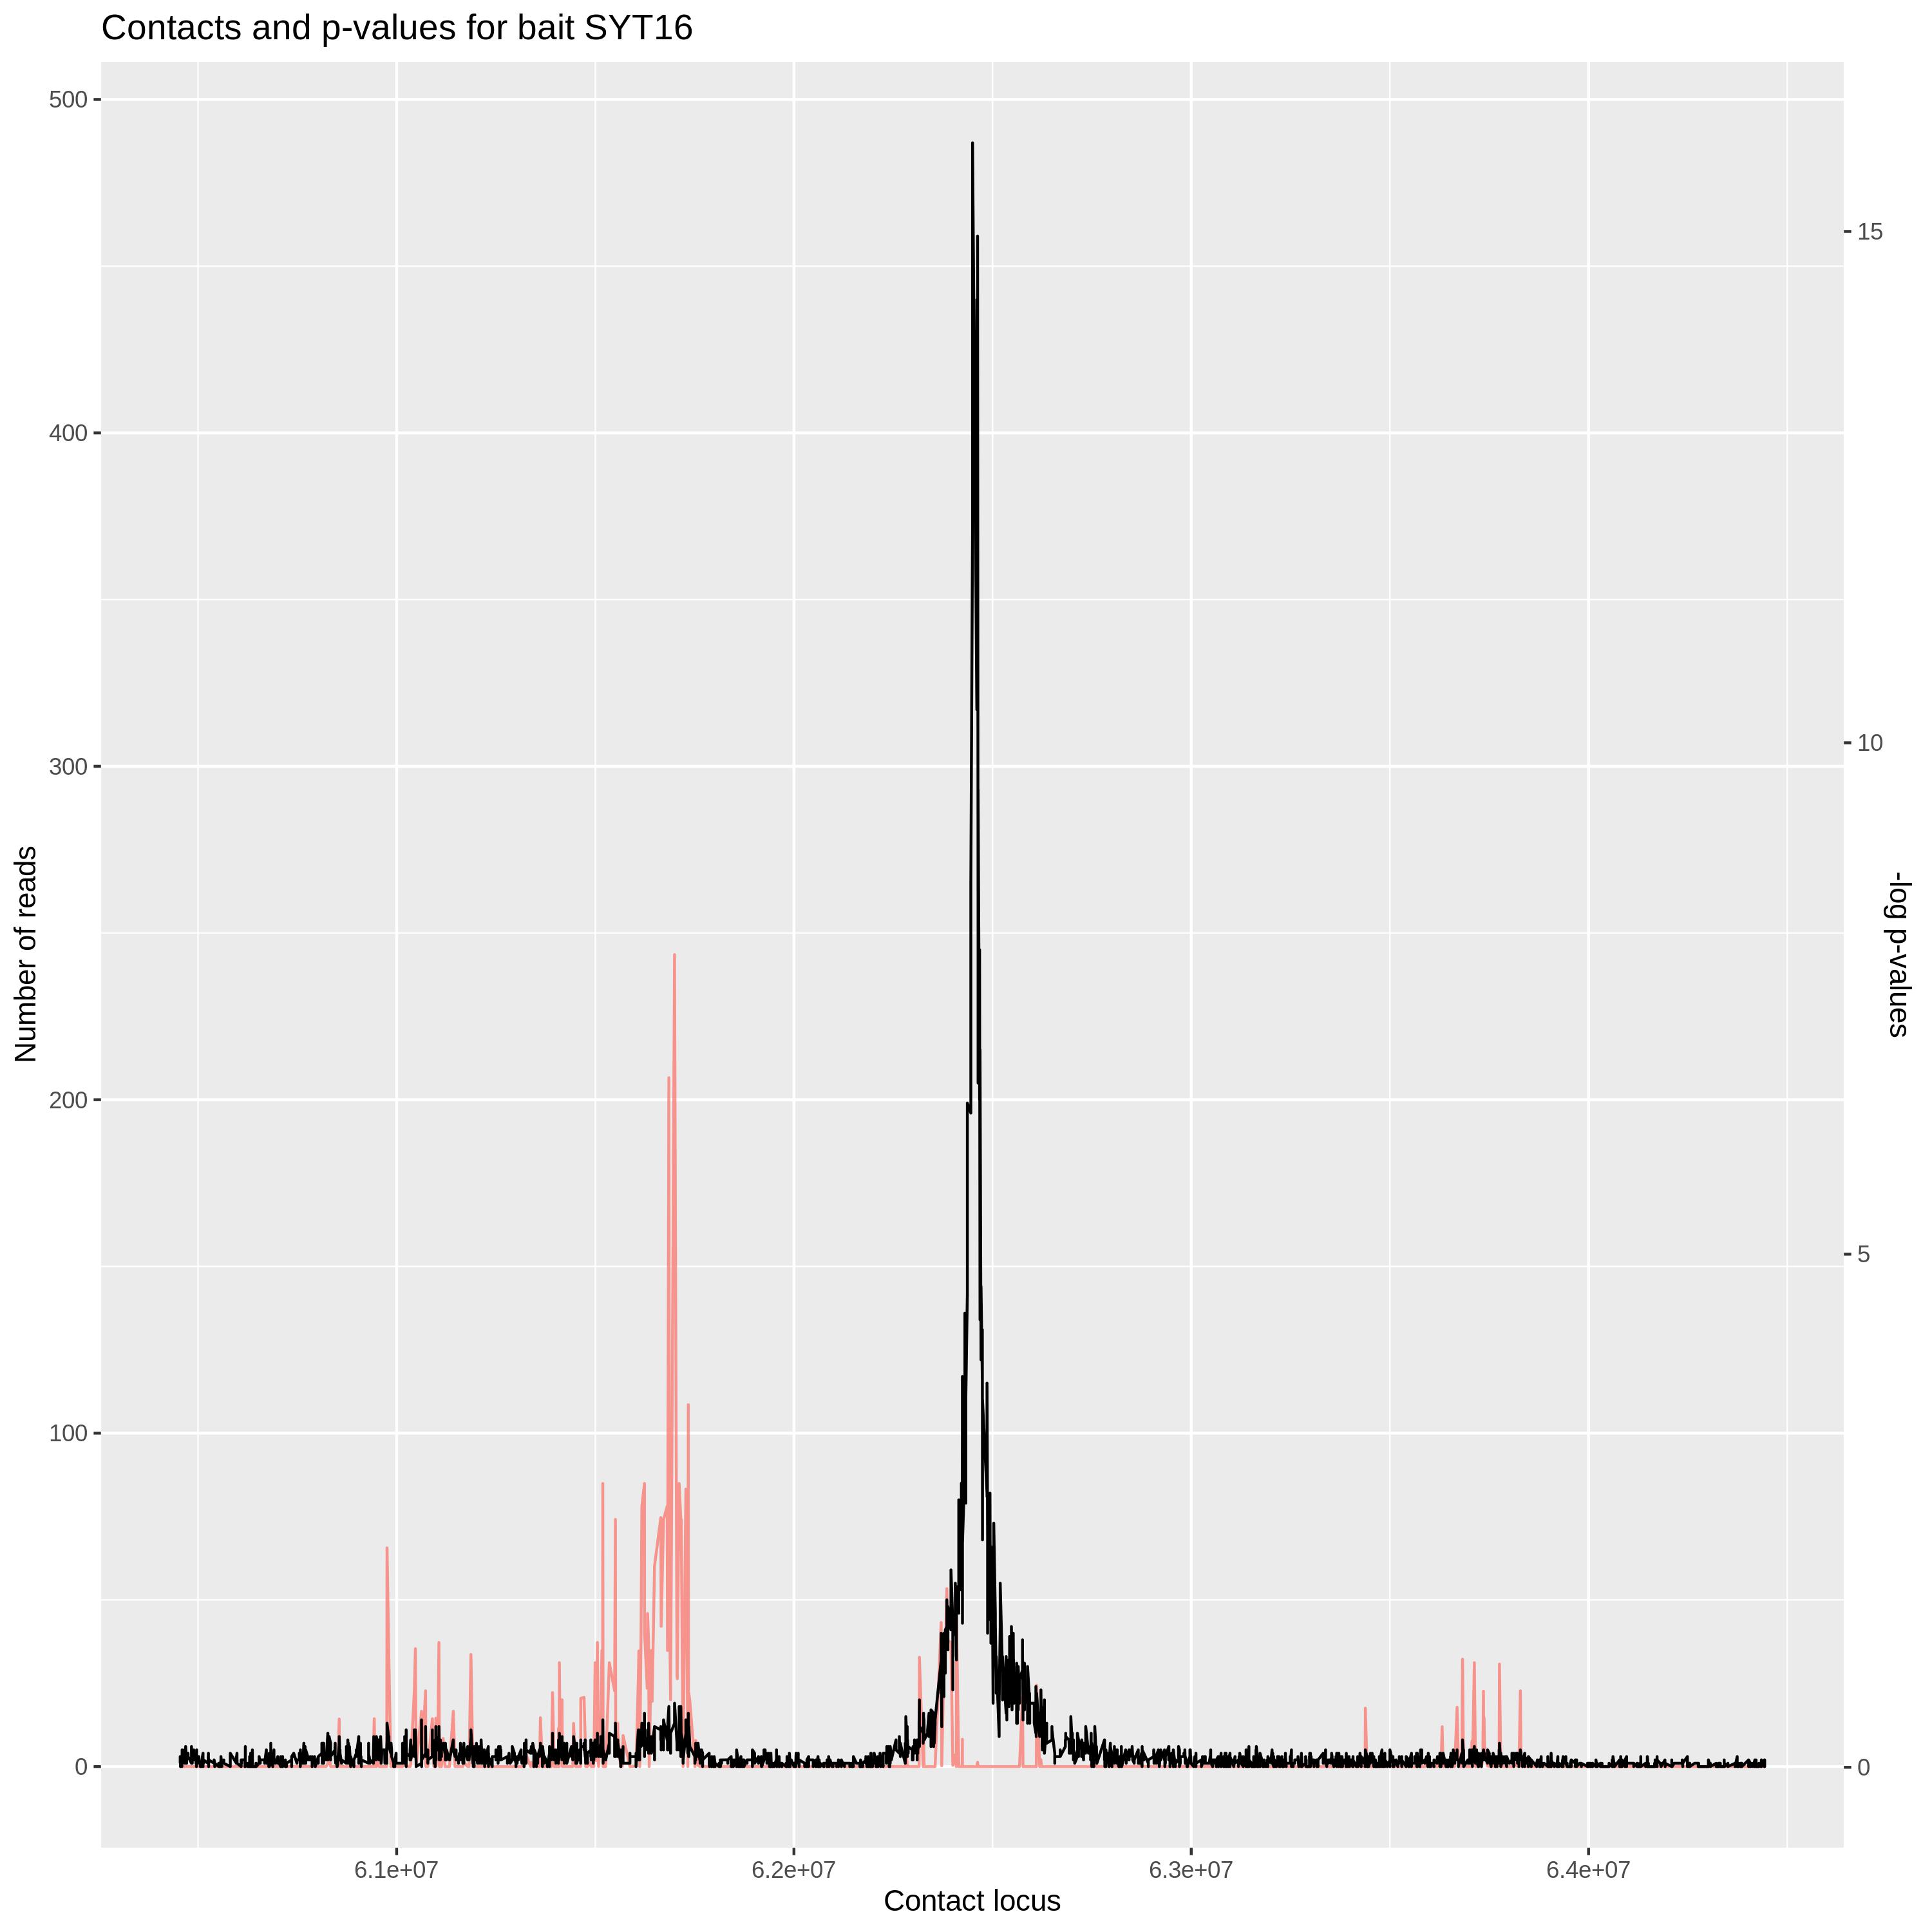 Contacts and p-values for bait SYT16
500
400
300
200
100
0
Number of reads
15
10
5
0
-log p-values
6.1e+07 6.2e+07 6.3e+07 6.4e+07
Contact locus